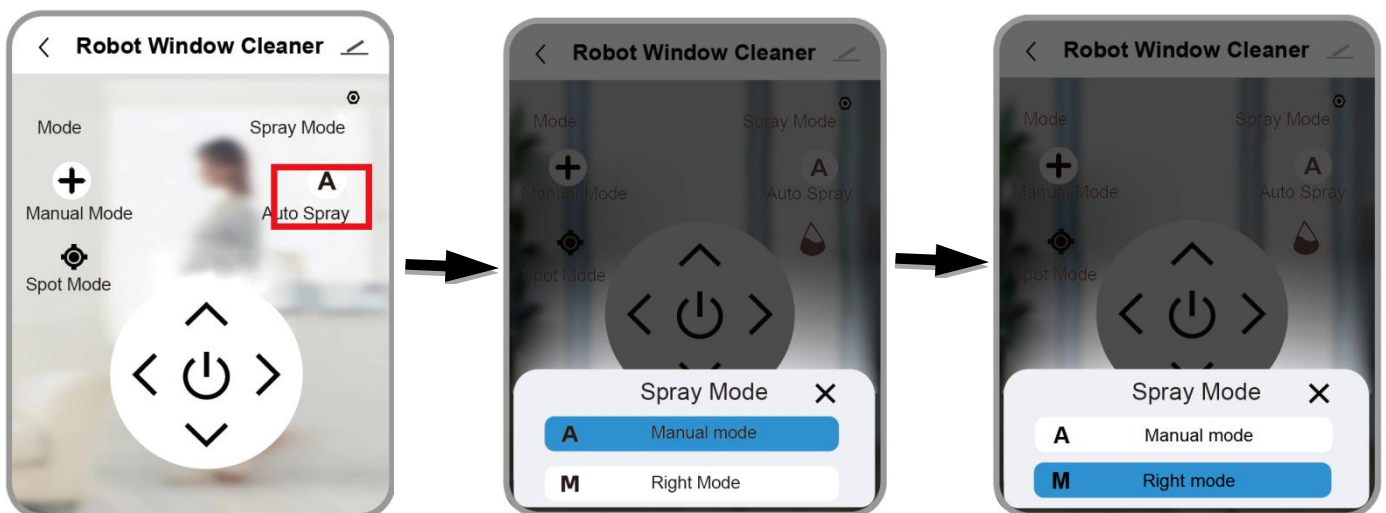 Robot Window Cleaner
Mode
Spray Mode
A
Manual Mode
Auto Spray
Spot Mode
Robot Window Cleaner
Mode
Spray Mode
A
Manual Mode
Auto Spray
Spot Mode
Spray Mode
A Manual mode
M Right Mode
Robot Window Cleaner
Mode
Spray Mode
A
Manual Mode
Auto Spray
Spot Mode
Spray Mode
A Manual mode
M Right mode